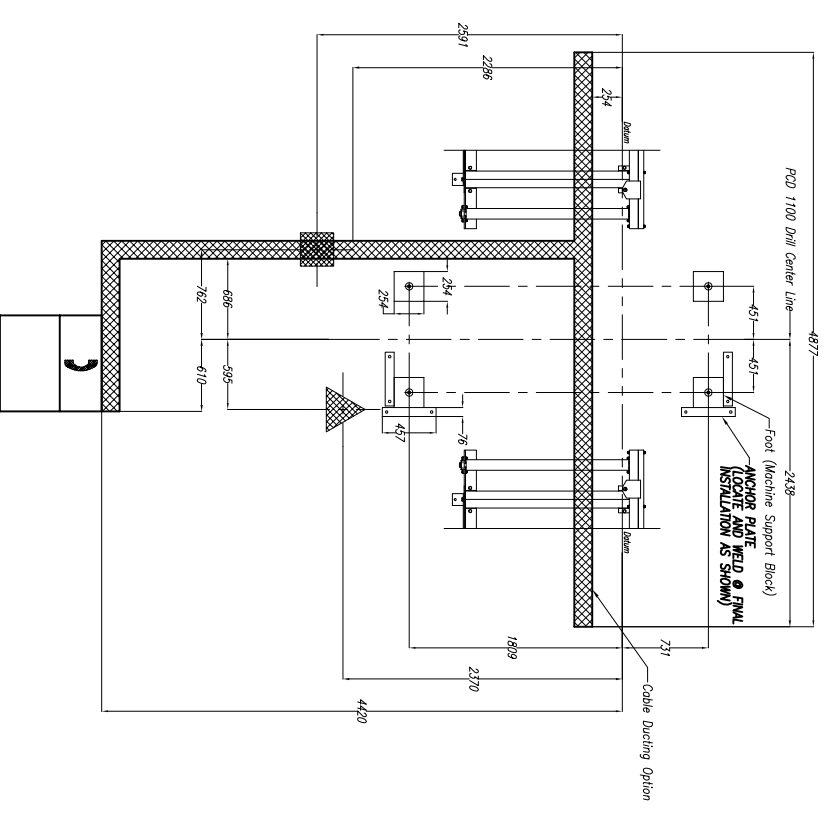 4877
2438
PCD 1100 Drill Center Line
451
451
Foot (Machine Support Block)
ANCHOR PLATE
(LOCATE AND WELD @ FINAL
INSTALLATION AS SHOWN)
731
Cable Ducting Option
Datum
Datum
254
2286
2591
254
254
76
457
1809
2370
4420
686
595
762
610